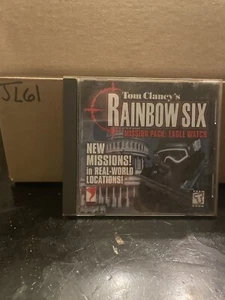 JL61
Tom Clancy's
RAINBOW SIX
MISSION PACK: EAGLE WATCH
NEW
MISSIONS!
in REAL-WORLD
LOCATIONS!